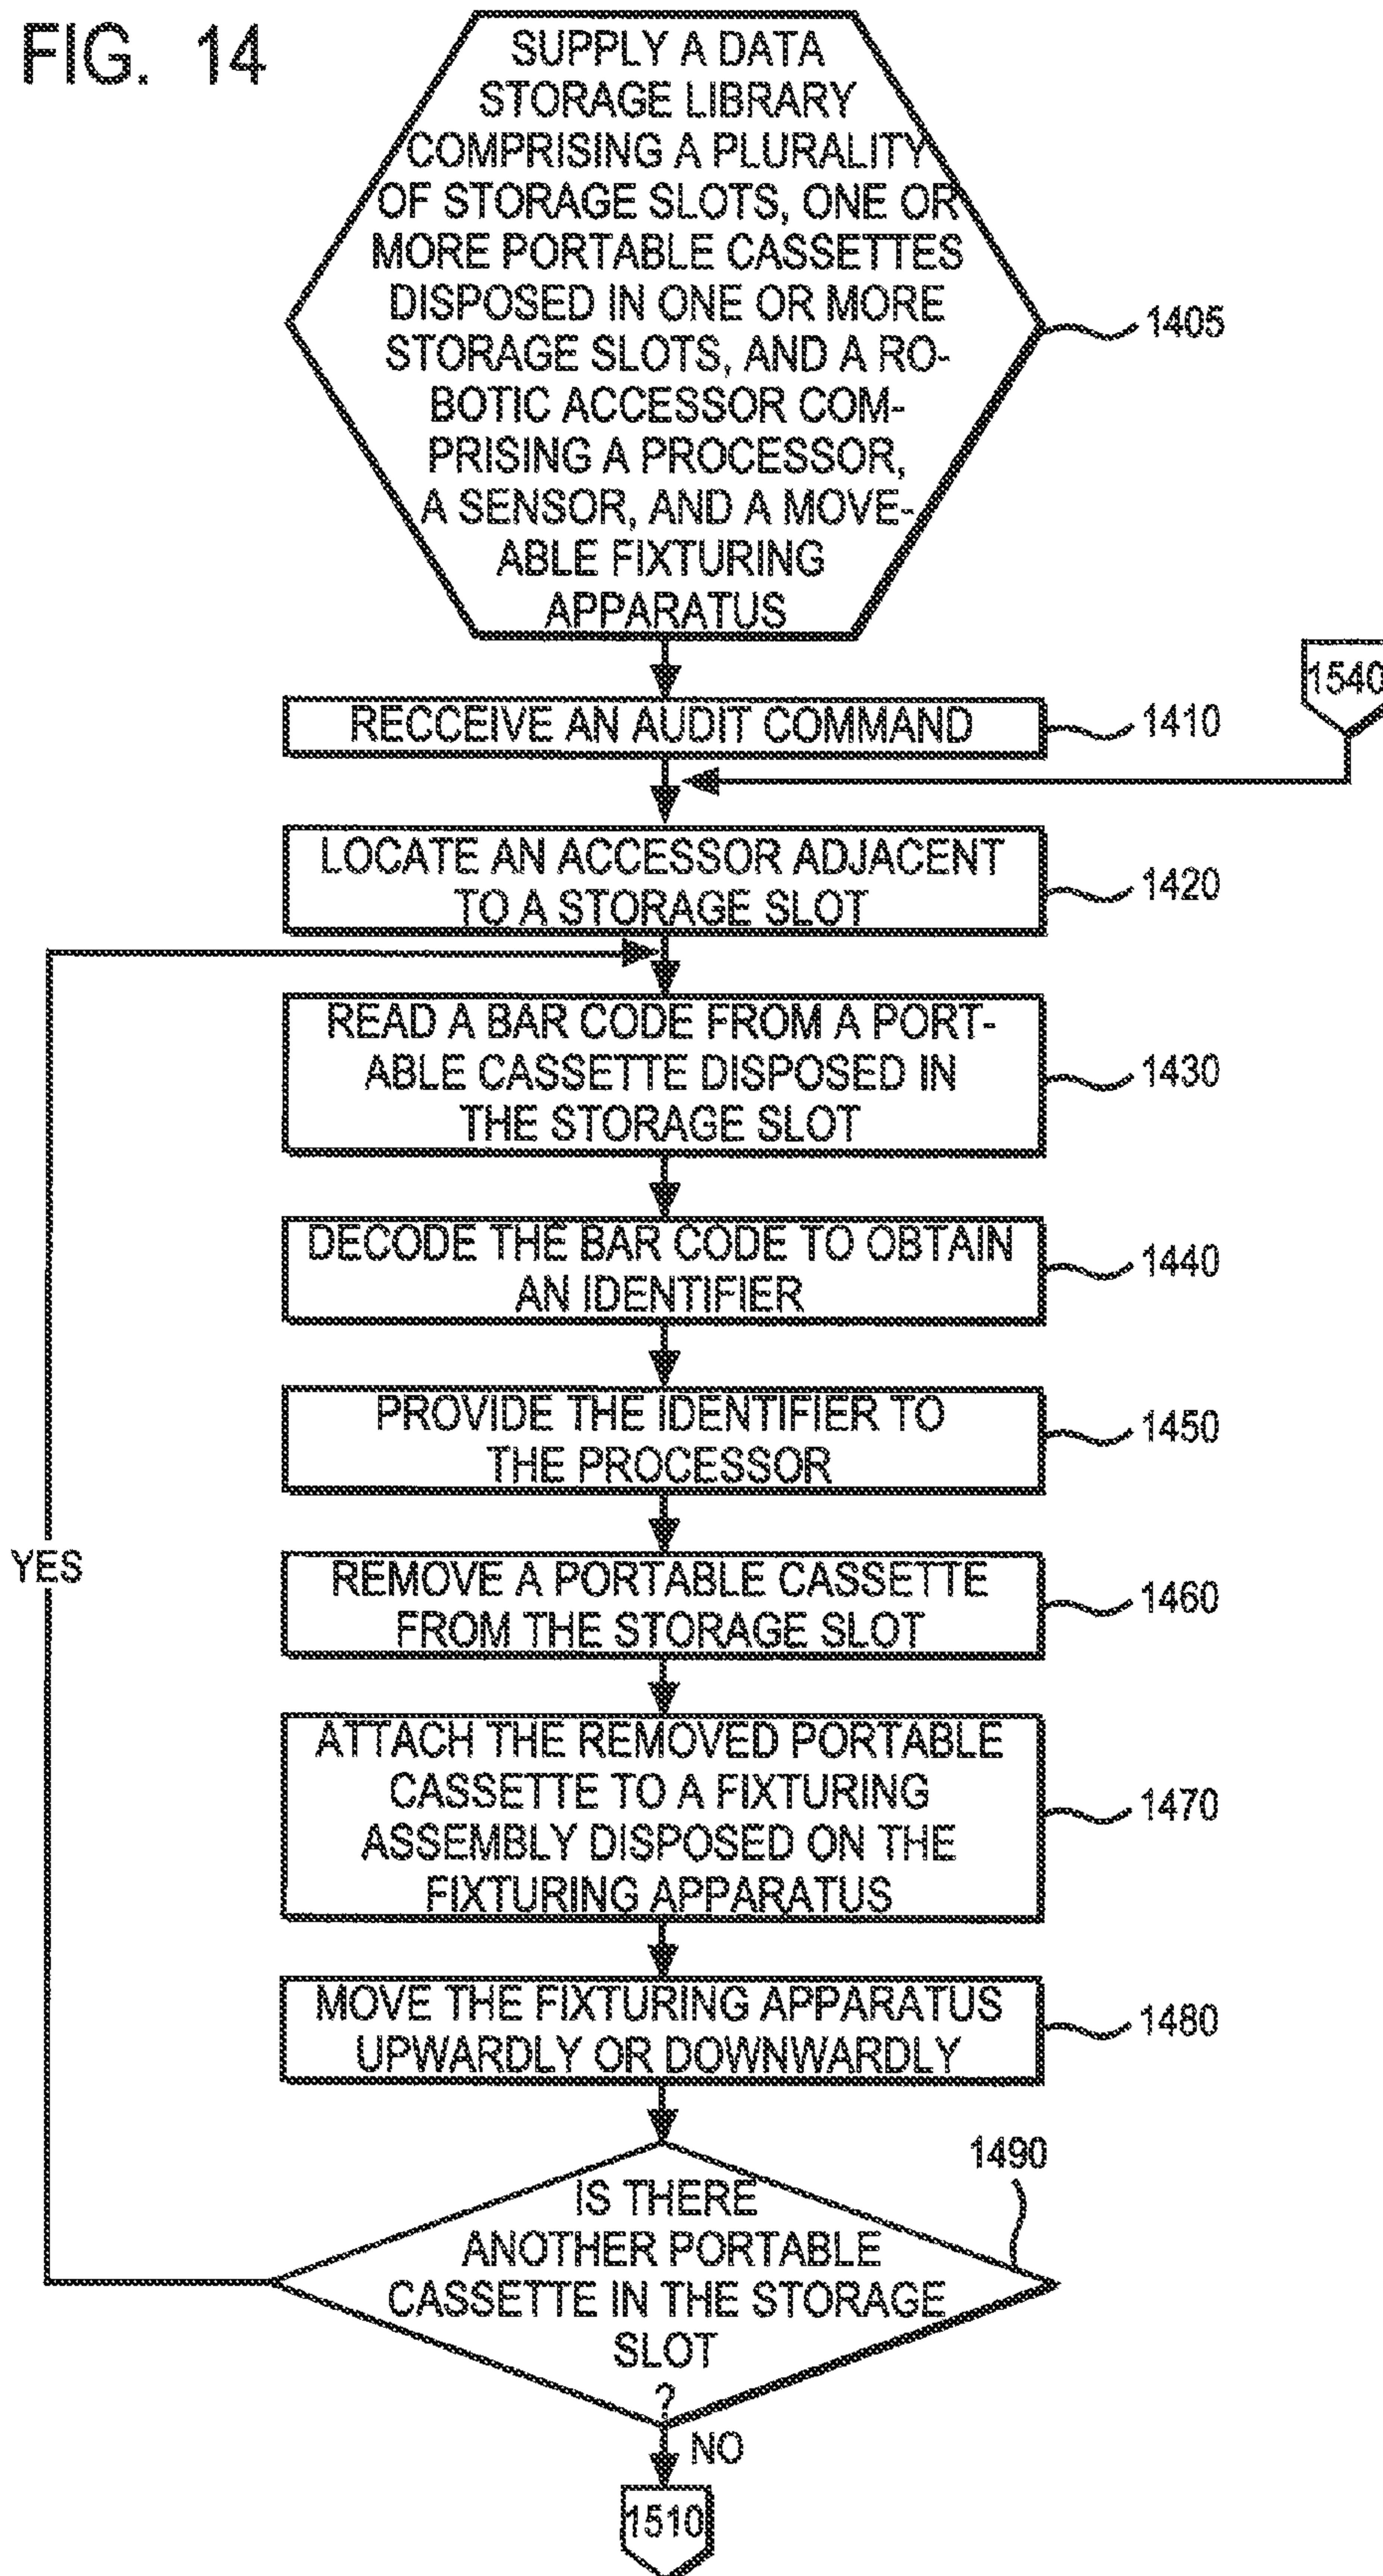 FIG. 14
SUPPLY A DATA
STORAGE LIBRARY
COMPRISING A PLURALITY
OF STORAGE SLOTS, ONE OR
MORE PORTABLE CASSETTES
DISPOSED IN ONE OR MORE
STORAGE SLOTS, AND A RO-
BOTIC ACCESSOR COM-
PRISING A PROCESSOR,
A SENSOR, AND A MOVE-
ABLE FIXTURING
APPARATUS
1405
1540
RECCEIVE AN AUDIT COMMAND
1410
LOCATE AN ACCESSOR ADJACENT
TO A STORAGE SLOT
1420
READ A BAR CODE FROM A PORT-
ABLE CASSETTE DISPOSED IN
THE STORAGE SLOT
1430
DECODE THE BAR CODE TO OBTAIN
AN IDENTIFIER
1440
PROVIDE THE IDENTIFIER TO
THE PROCESSOR
1450
YES
REMOVE A PORTABLE CASSETTE
FROM THE STORAGE SLOT
1460
ATTACH THE REMOVED PORTABLE
CASSETTE TO A FIXTURING
ASSEMBLY DISPOSED ON THE
FIXTURING APPARATUS
1470
MOVE THE FIXTURING APPARATUS
UPWARDLY OR DOWNWARDLY
1480
1490
IS THERE
ANOTHER PORTABLE
CASSETTE IN THE STORAGE
SLOT
?
NO
1510